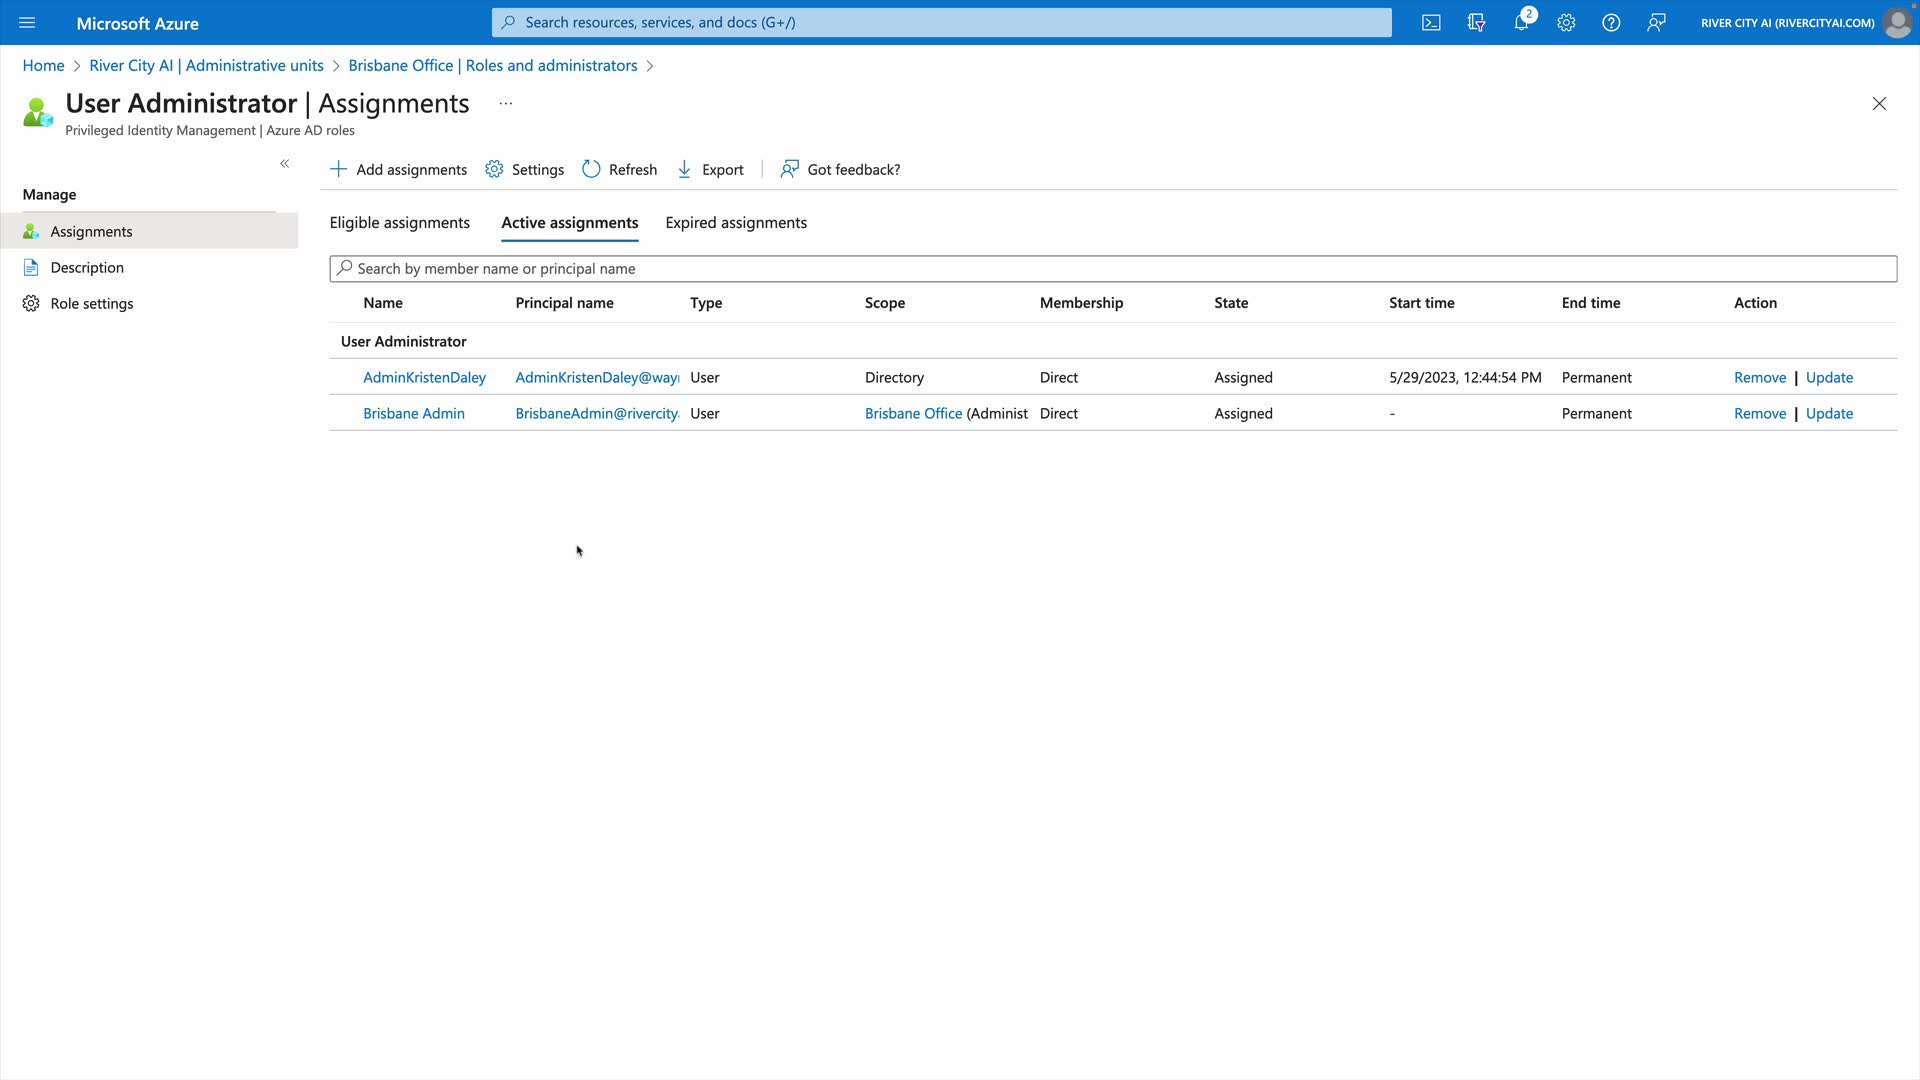 Microsoft Azure
Search resources, services, and docs (G+/)
2
RIVER CITY AI (RIVERCITYAI.COM)
Home > River City AI | Administrative units > Brisbane Office | Roles and administrators >
User Administrator | Assignments ...
Privileged Identity Management | Azure AD roles
Manage
Assignments
Description
Role settings
Add assignments Settings Refresh Export | Got feedback?
Eligible assignments Active assignments Expired assignments
Search by member name or principal name
Name Principal name Type Scope Membership State Start time End time Action
User Administrator
AdminKristenDaley AdminKristenDaley@way User Directory Direct Assigned 5/29/2023, 12:44:54 PM Permanent Remove | Update
Brisbane Admin BrisbaneAdmin@rivercity User Brisbane Office (Administ Direct Assigned - Permanent Remove | Update